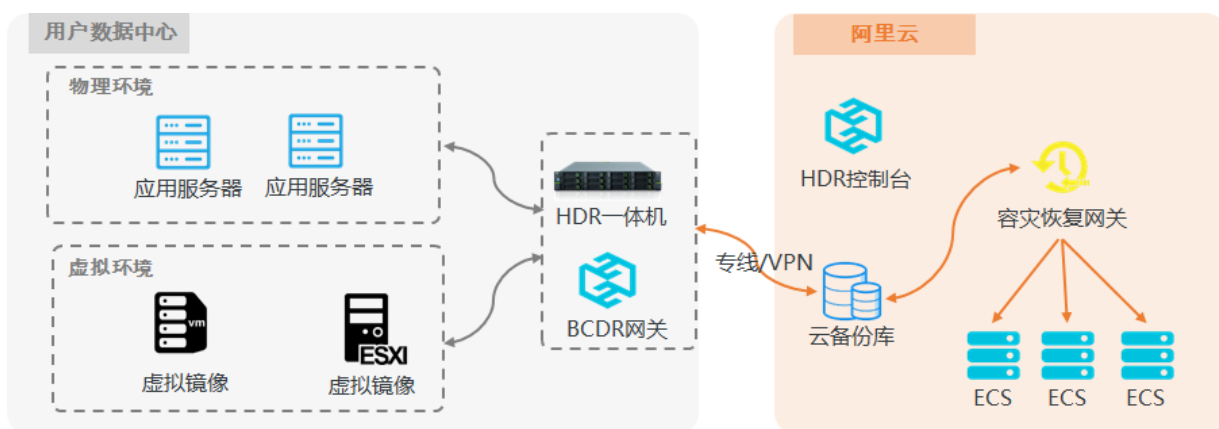 用户数据中心
物理环境
应用服务器
应用服务器
虚拟环境
vm
虚拟镜像
ESXI
虚拟镜像
HDR一体机
BCDR网关
专线/VPN
阿里云
HDR控制台
云备份库
容灾恢复网关
ECS
ECS
ECS